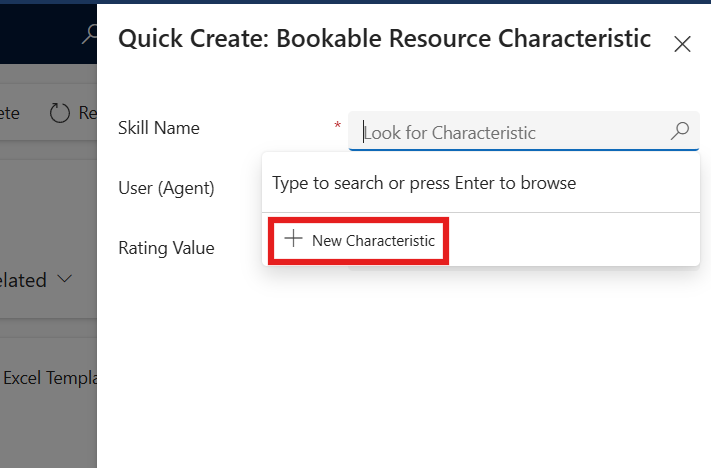 Quick Create: Bookable Resource Characteristic
ete
Re
Skill Name * Look for Characteristic
Type to search or press Enter to browse
User (Agent)
New Characteristic
Rating Value
elated
Excel Templa